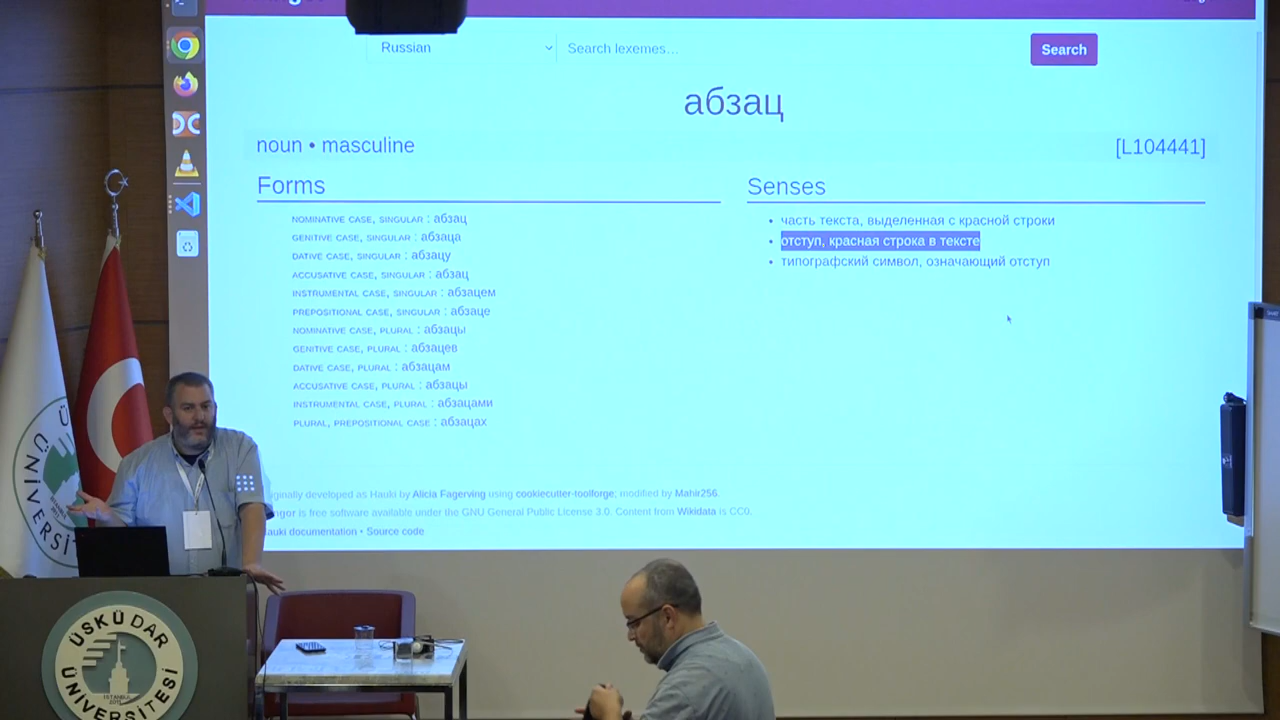 Russian
Search lexemes…
Search
абзац
noun • masculine
[L104441]
Forms
NOMINATIVE CASE, SINGULAR : абзац
GENITIVE CASE, SINGULAR : абзаца
DATIVE CASE, SINGULAR : абзацу
ACCUSATIVE CASE, SINGULAR : абзац
INSTRUMENTAL CASE, SINGULAR : абзацем
PREPOSITIONAL CASE, SINGULAR : абзаце
NOMINATIVE CASE, PLURAL : абзацы
GENITIVE CASE, PLURAL : абзацев
DATIVE CASE, PLURAL : абзацам
ACCUSATIVE CASE, PLURAL : абзацы
INSTRUMENTAL CASE, PLURAL : абзацами
PLURAL, PREPOSITIONAL CASE : абзацах
Senses
часть текста, выделенная с красной строки
отступ, красная строка в тексте
типографский символ, означающий отступ
as Hauki by Alicia Fagerving using cookiecutter-toolforge; modified by Mahir256.
is free software available under the GNU General Public License 3.0. Content from Wikidata is CC0.
documentation • Source code
ÜSKÜDAR
ÜNİVERSİTESİ
İSTANBUL